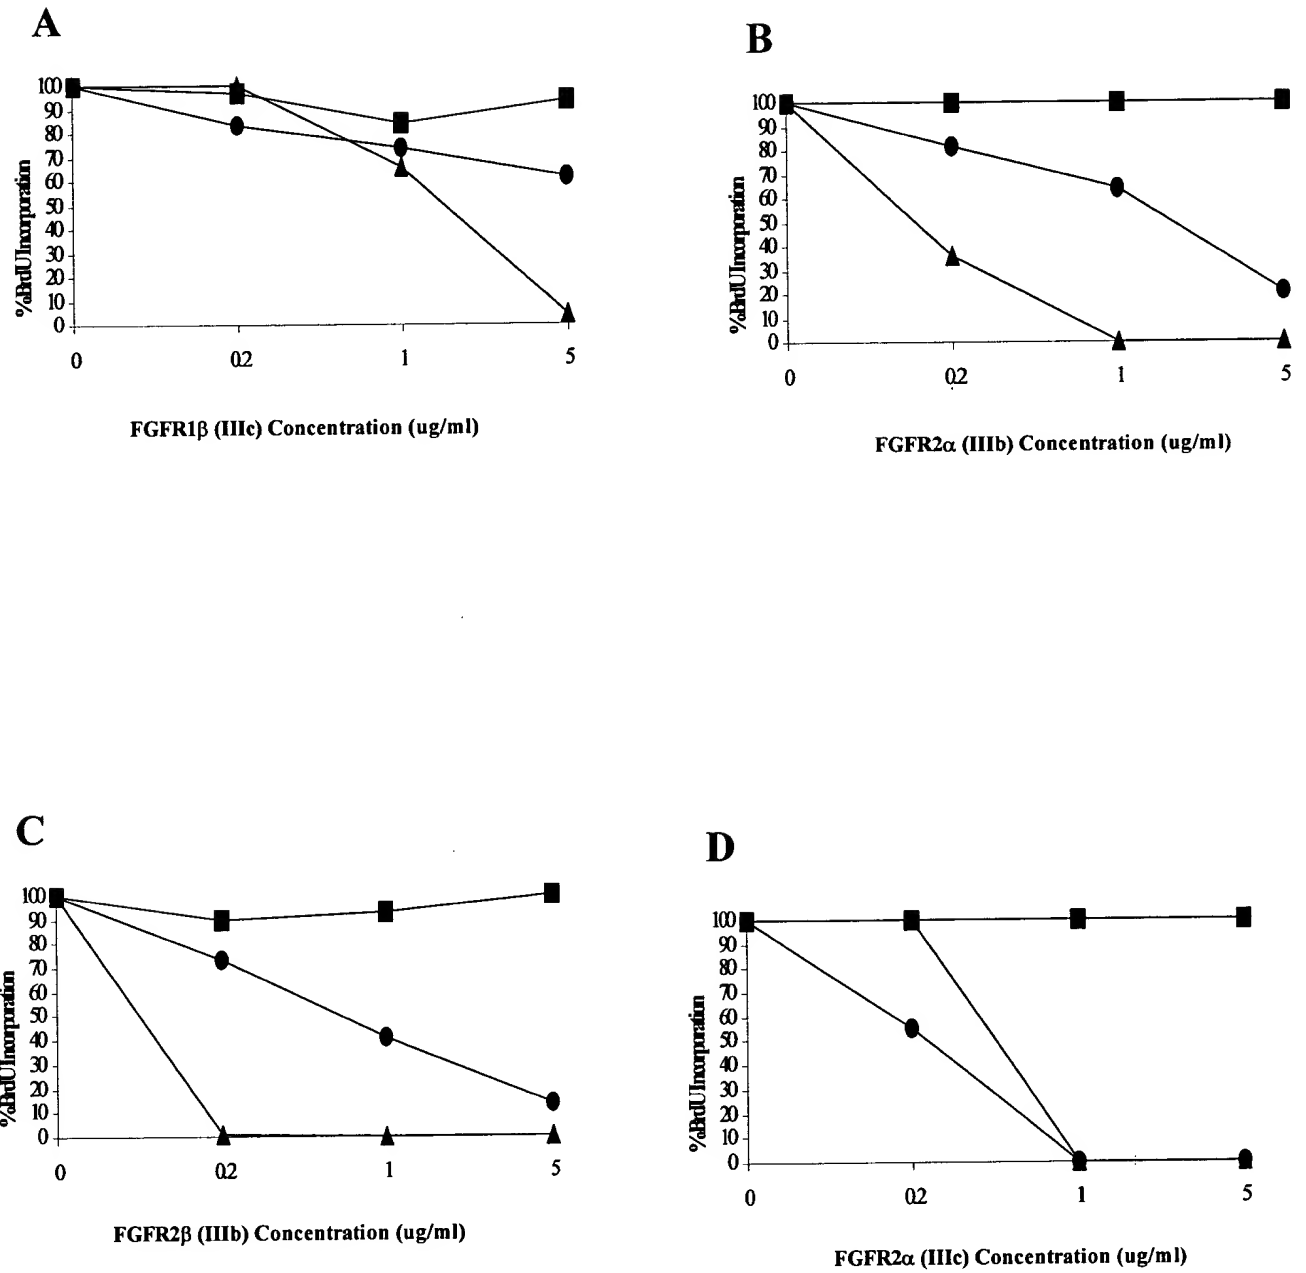 A
100
90
80
70
60
50
40
30
20
10
0
%BrdU Incorporation
0 0.2 1 5
FGFR1β (IIIc) Concentration (ug/ml)
B
100
90
80
70
60
50
40
30
20
10
0
%BrdU Incorporation
0 0.2 1 5
FGFR2α (IIIb) Concentration (ug/ml)
C
100
90
80
70
60
50
40
30
20
10
0
%BrdU Incorporation
0 0.2 1 5
FGFR2β (IIIb) Concentration (ug/ml)
D
100
90
80
70
60
50
40
30
20
10
0
%BrdU Incorporation
0 0.2 1 5
FGFR2α (IIIc) Concentration (ug/ml)